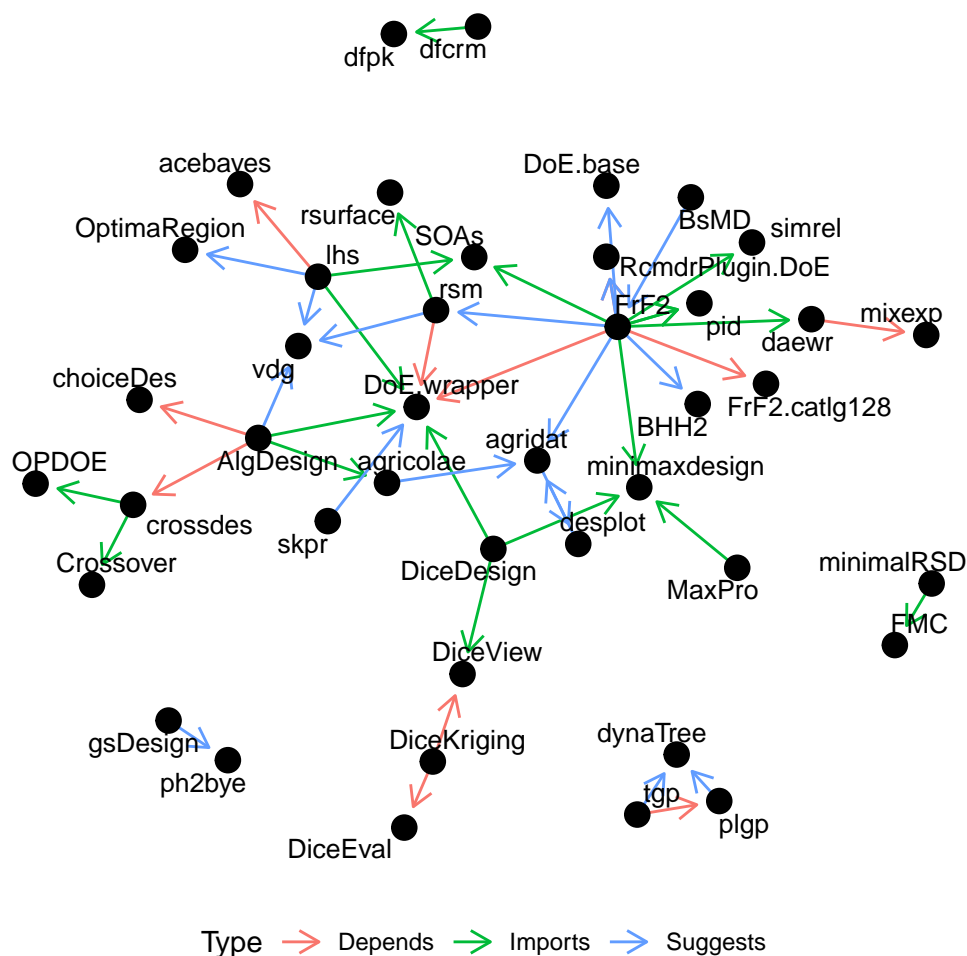 dfpk
dfcrm
acebayes
DoE.base
rsurface
BsMD
OptimaRegion
SOAs
simrel
lhs
RcmdrPlugin.DoE
rsm
FrF2
pid
mixexp
daewr
vdg
choiceDes
DoE.wrapper
FrF2.catlg128
BHH2
agridat
OPDOE
AlgDesign
agricolae
minimaxdesign
crossdes
desplot
skpr
Crossover
DiceDesign
MaxPro
minimalRSD
FMC
DiceView
gsDesign
DiceKriging
dynaTree
ph2bye
tgp
plgp
DiceEval
Type Depends Imports Suggests